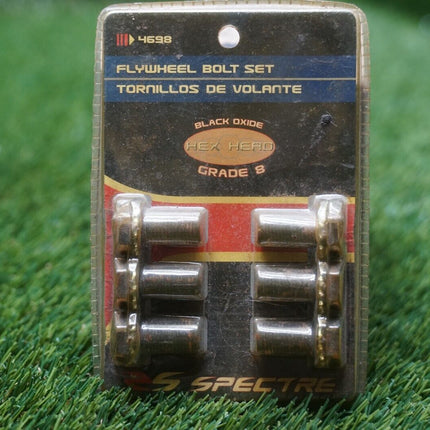 4698
FLYWHEEL BOLT SET
TORNILLOS DE VOLANTE
BLACK OXIDE
HEX HEAD
GRADE 8
SPECTRE